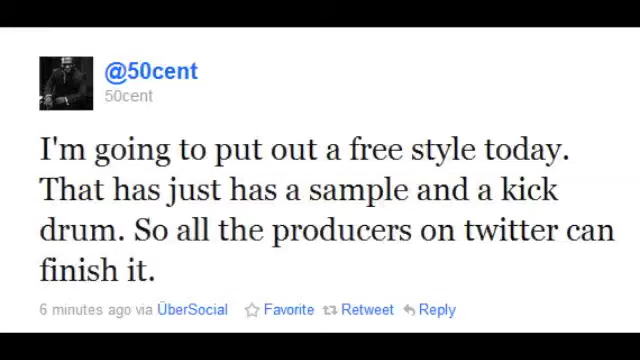 @50cent
50cent
I'm going to put out a free style today.
That has just has a sample and a kick
drum. So all the producers on twitter can
finish it.
6 minutes ago via ÜberSocial Favorite Retweet Reply